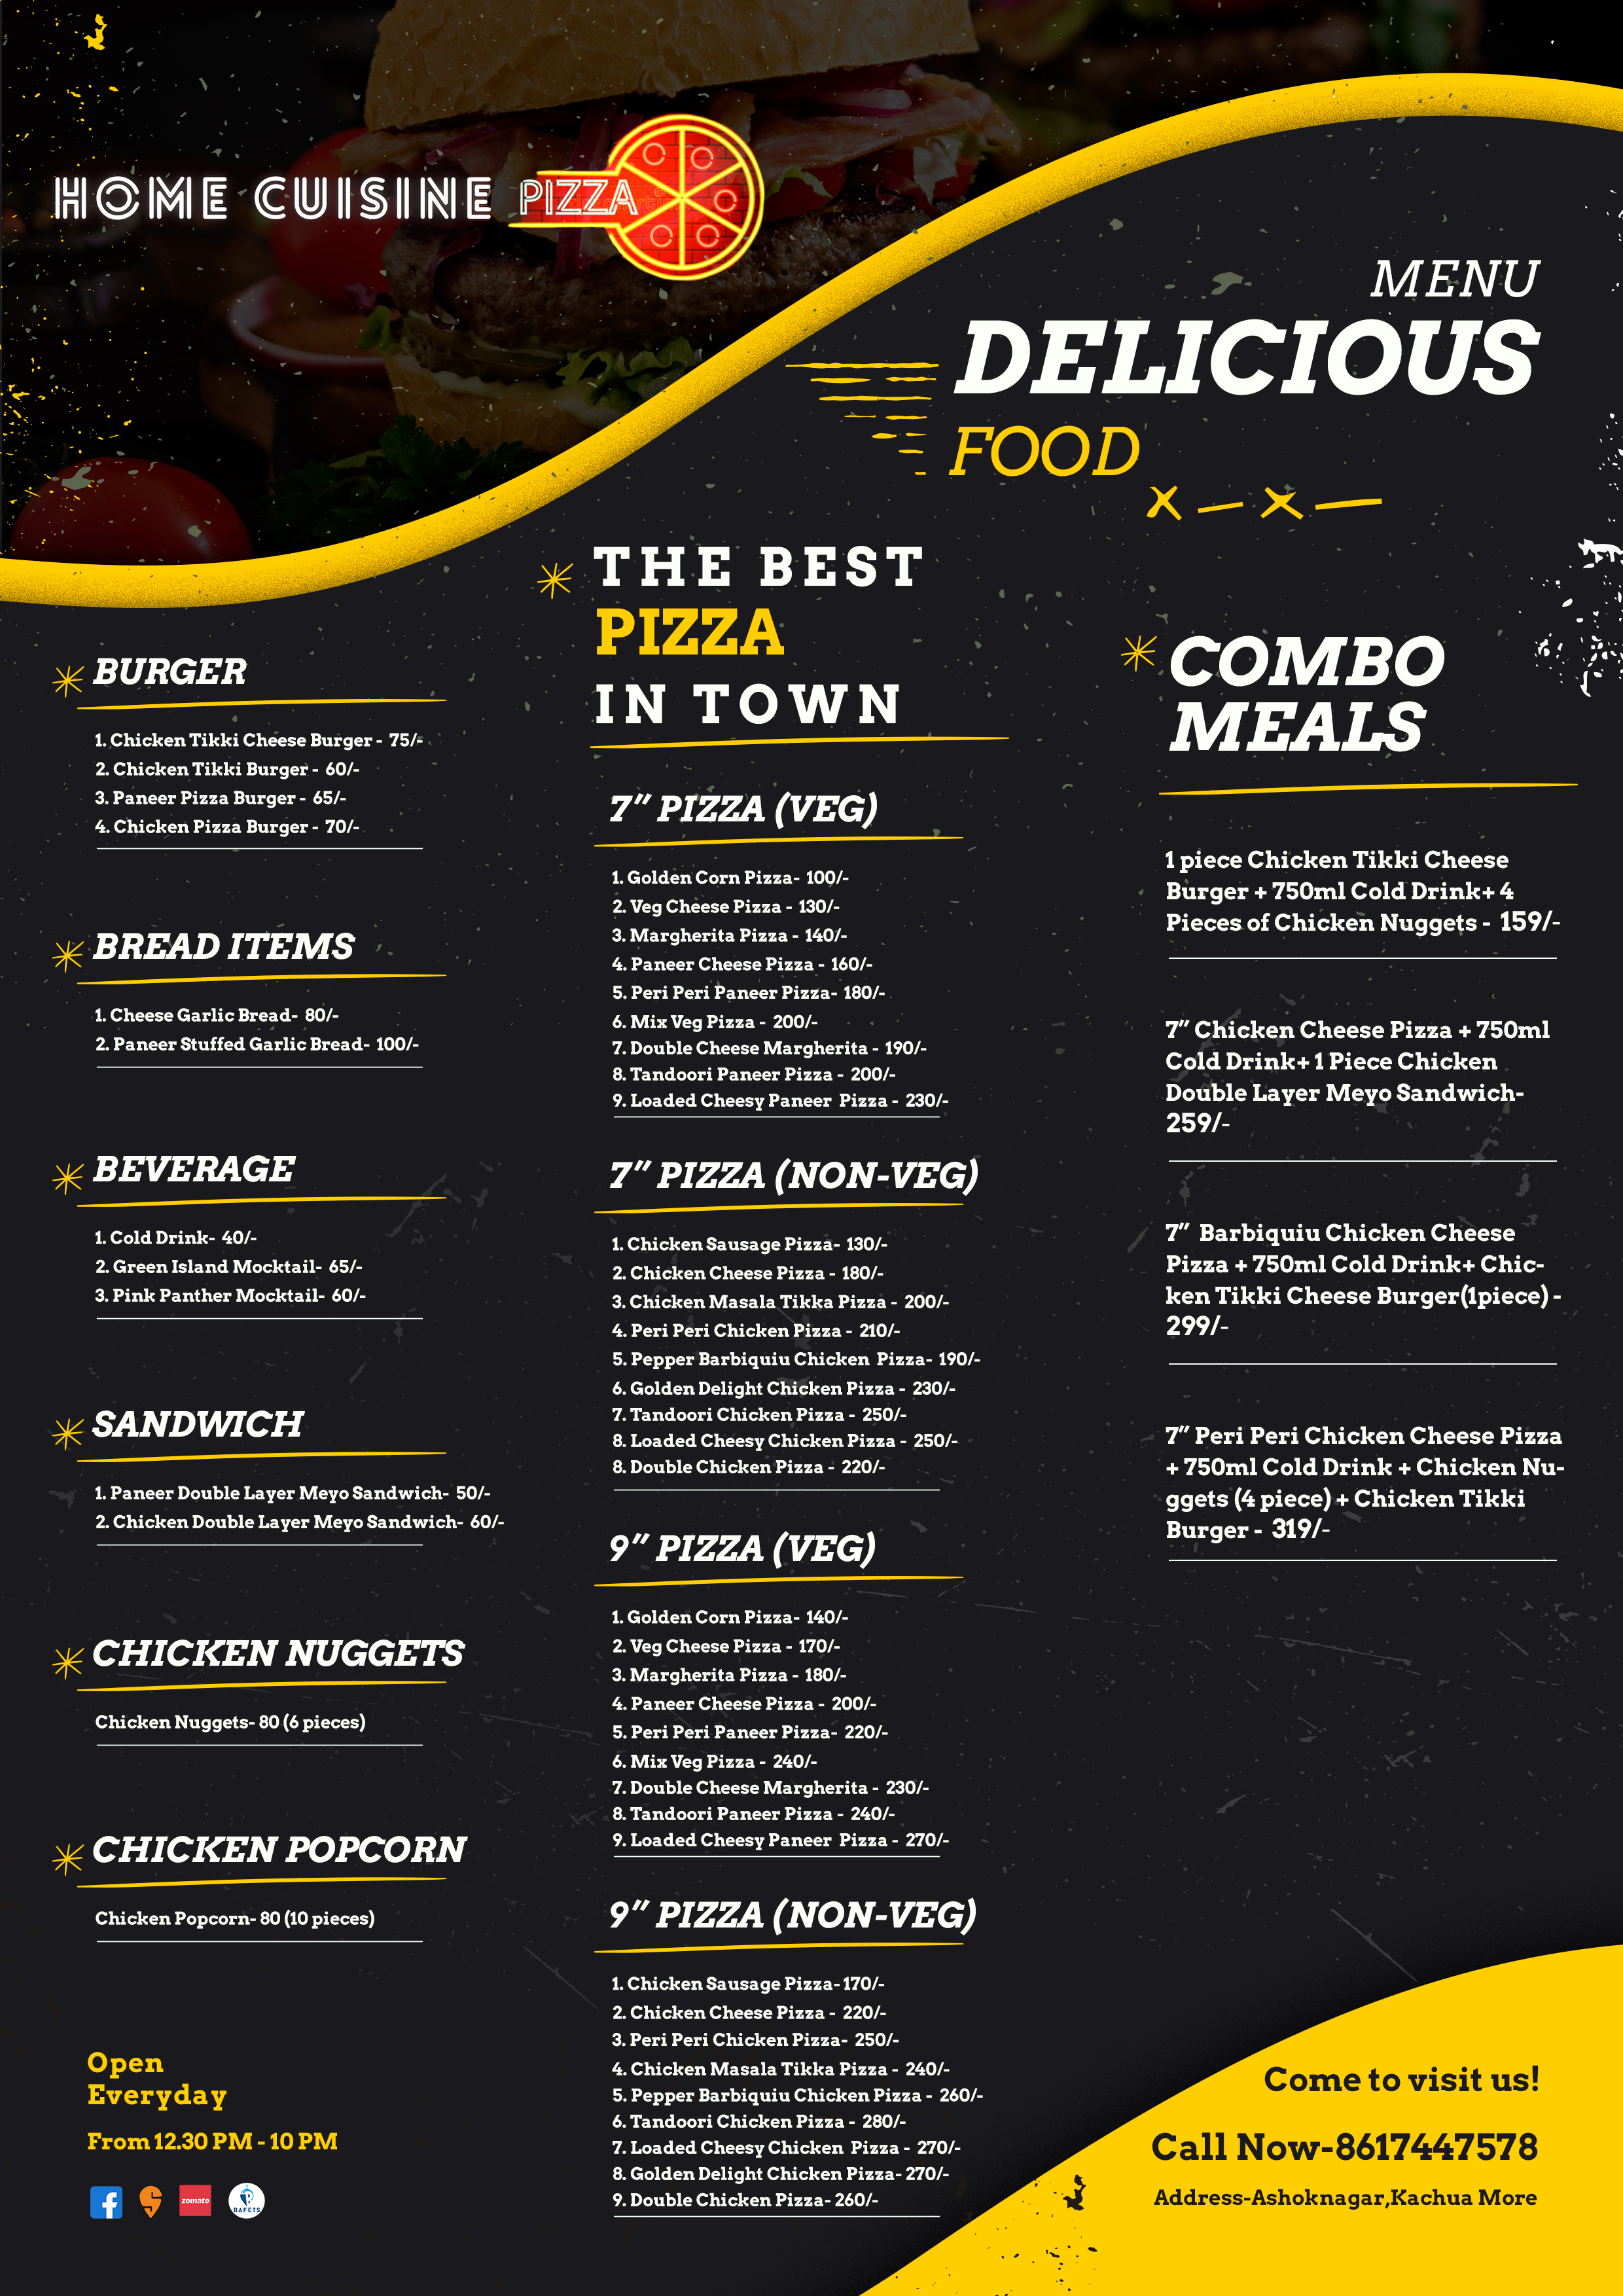 HOME CUISINE PIZZA
MENU
DELICIOUS
FOOD
BURGER
1. Chicken Tikki Cheese Burger - 75/-
2. Chicken Tikki Burger - 60/-
3. Paneer Pizza Burger - 65/-
4. Chicken Pizza Burger - 70/-
BREAD ITEMS
1. Cheese Garlic Bread- 80/-
2. Paneer Stuffed Garlic Bread- 100/-
BEVERAGE
1. Cold Drink- 40/-
2. Green Island Mocktail- 65/-
3. Pink Panther Mocktail- 60/-
SANDWICH
1. Paneer Double Layer Meyo Sandwich- 50/-
2. Chicken Double Layer Meyo Sandwich- 60/-
CHICKEN NUGGETS
Chicken Nuggets- 80 (6 pieces)
CHICKEN POPCORN
Chicken Popcorn- 80 (10 pieces)
Open
Everyday
From 12.30 PM - 10 PM
zomato
BAFETS
THE BEST
PIZZA
IN TOWN
7" PIZZA (VEG)
1. Golden Corn Pizza- 100/-
2. Veg Cheese Pizza - 130/-
3. Margherita Pizza - 140/-
4. Paneer Cheese Pizza - 160/-
5. Peri Peri Paneer Pizza- 180/-
6. Mix Veg Pizza - 200/-
7. Double Cheese Margherita - 190/-
8. Tandoori Paneer Pizza - 200/-
9. Loaded Cheesy Paneer Pizza - 230/-
7" PIZZA (NON-VEG)
1. Chicken Sausage Pizza- 130/-
2. Chicken Cheese Pizza - 180/-
3. Chicken Masala Tikka Pizza - 200/-
4. Peri Peri Chicken Pizza - 210/-
5. Pepper Barbiquiu Chicken Pizza- 190/-
6. Golden Delight Chicken Pizza - 230/-
7. Tandoori Chicken Pizza - 250/-
8. Loaded Cheesy Chicken Pizza - 250/-
8. Double Chicken Pizza - 220/-
9" PIZZA (VEG)
1. Golden Corn Pizza- 140/-
2. Veg Cheese Pizza - 170/-
3. Margherita Pizza - 180/-
4. Paneer Cheese Pizza - 200/-
5. Peri Peri Paneer Pizza- 220/-
6. Mix Veg Pizza - 240/-
7. Double Cheese Margherita - 230/-
8. Tandoori Paneer Pizza - 240/-
9. Loaded Cheesy Paneer Pizza - 270/-
9" PIZZA (NON-VEG)
1. Chicken Sausage Pizza- 170/-
2. Chicken Cheese Pizza - 220/-
3. Peri Peri Chicken Pizza- 250/-
4. Chicken Masala Tikka Pizza - 240/-
5. Pepper Barbiquiu Chicken Pizza - 260/-
6. Tandoori Chicken Pizza - 280/-
7. Loaded Cheesy Chicken Pizza - 270/-
8. Golden Delight Chicken Pizza- 270/-
9. Double Chicken Pizza- 260/-
COMBO
MEALS
1 piece Chicken Tikki Cheese
Burger + 750ml Cold Drink+ 4
Pieces of Chicken Nuggets - 159/-
7" Chicken Cheese Pizza + 750ml
Cold Drink+ 1 Piece Chicken
Double Layer Meyo Sandwich-
259/-
7" Barbiquiu Chicken Cheese
Pizza + 750ml Cold Drink+ Chic-
ken Tikki Cheese Burger(1piece) -
299/-
7" Peri Peri Chicken Cheese Pizza
+ 750ml Cold Drink + Chicken Nu-
ggets (4 piece) + Chicken Tikki
Burger - 319/-
Come to visit us!
Call Now-8617447578
Address-Ashoknagar,Kachua More